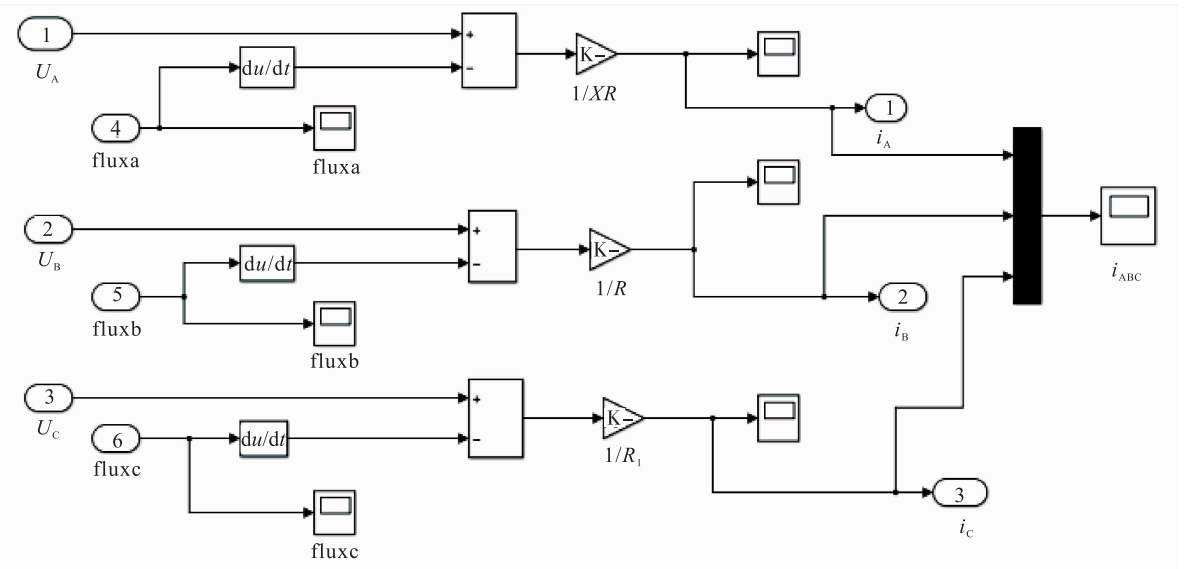 1
U_A
+
−
du/dt
K−
1/XR
4
fluxa
fluxa
1
i_A
2
U_B
+
−
du/dt
K−
1/R
5
fluxb
fluxb
2
i_B
i_ABC
3
U_C
+
−
du/dt
K−
1/R_1
6
fluxc
fluxc
3
i_C